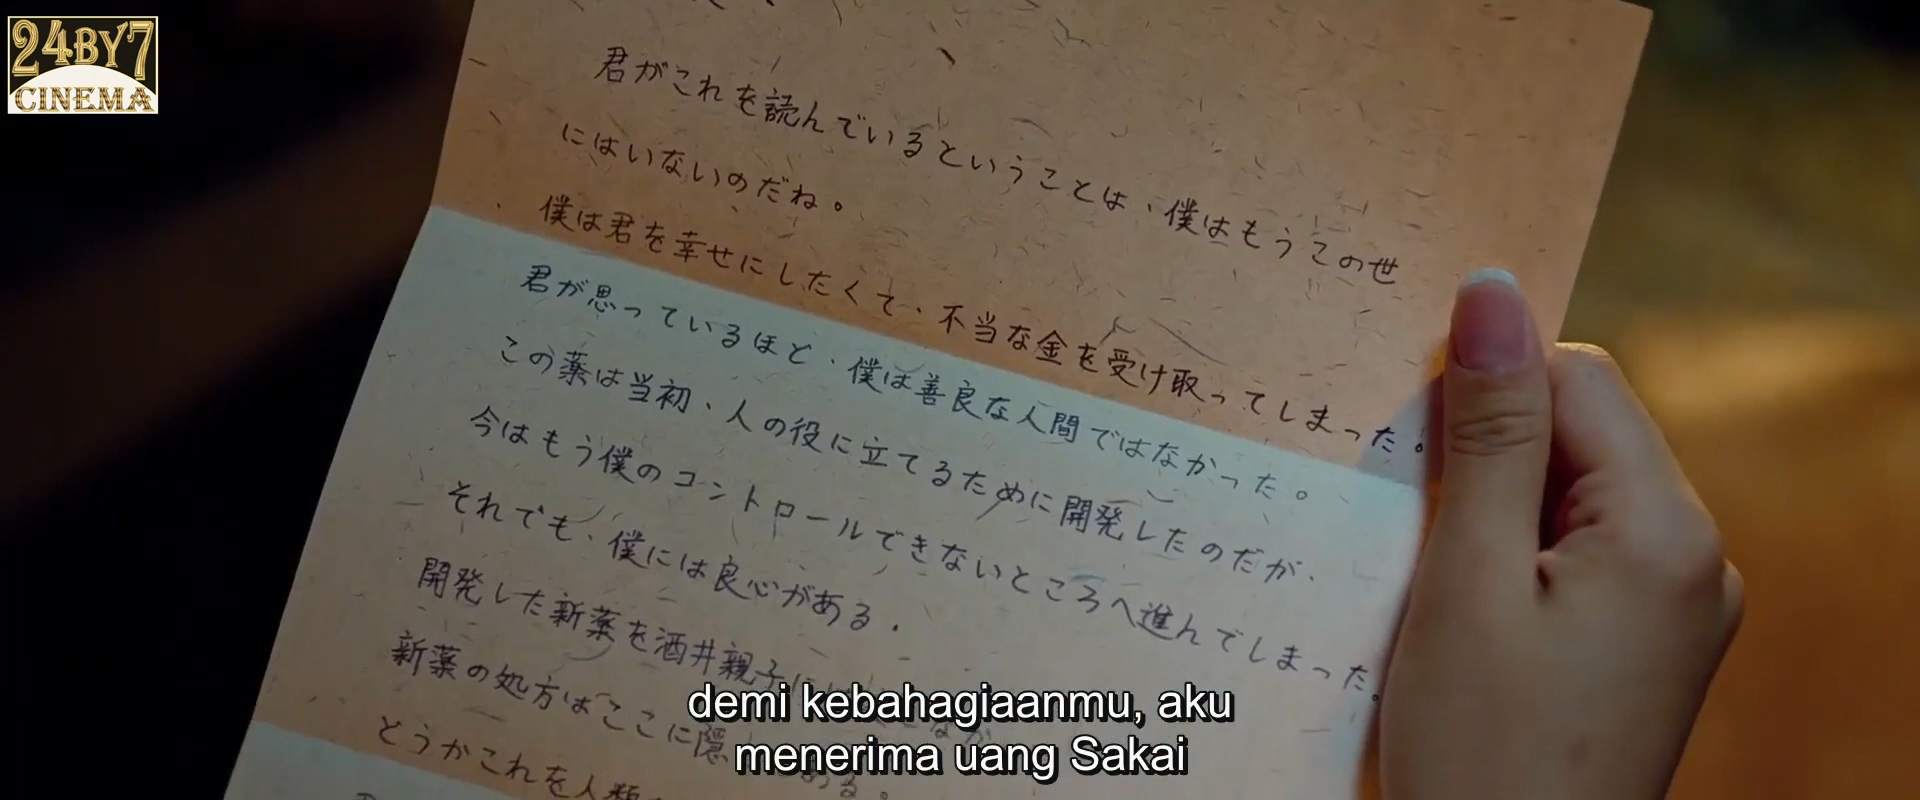 24BY7
CINEMA
君がこれを読んでいるということは、僕はもうこの世
にはいないのだね。
僕は君を幸せにしたくて、不当な金を受け取ってしまった。
君が思っているほど、僕は善良な人間ではなかった。
この薬は当初、人の役に立てるために開発したのだが、
今はもう僕のコントロールできないところへ進んでしまった。
それでも、僕には良心がある。
開発した新薬を酒井親子に
新薬の処方はここに隠
どうかこれを人類
demi kebahagiaanmu, aku
menerima uang Sakai